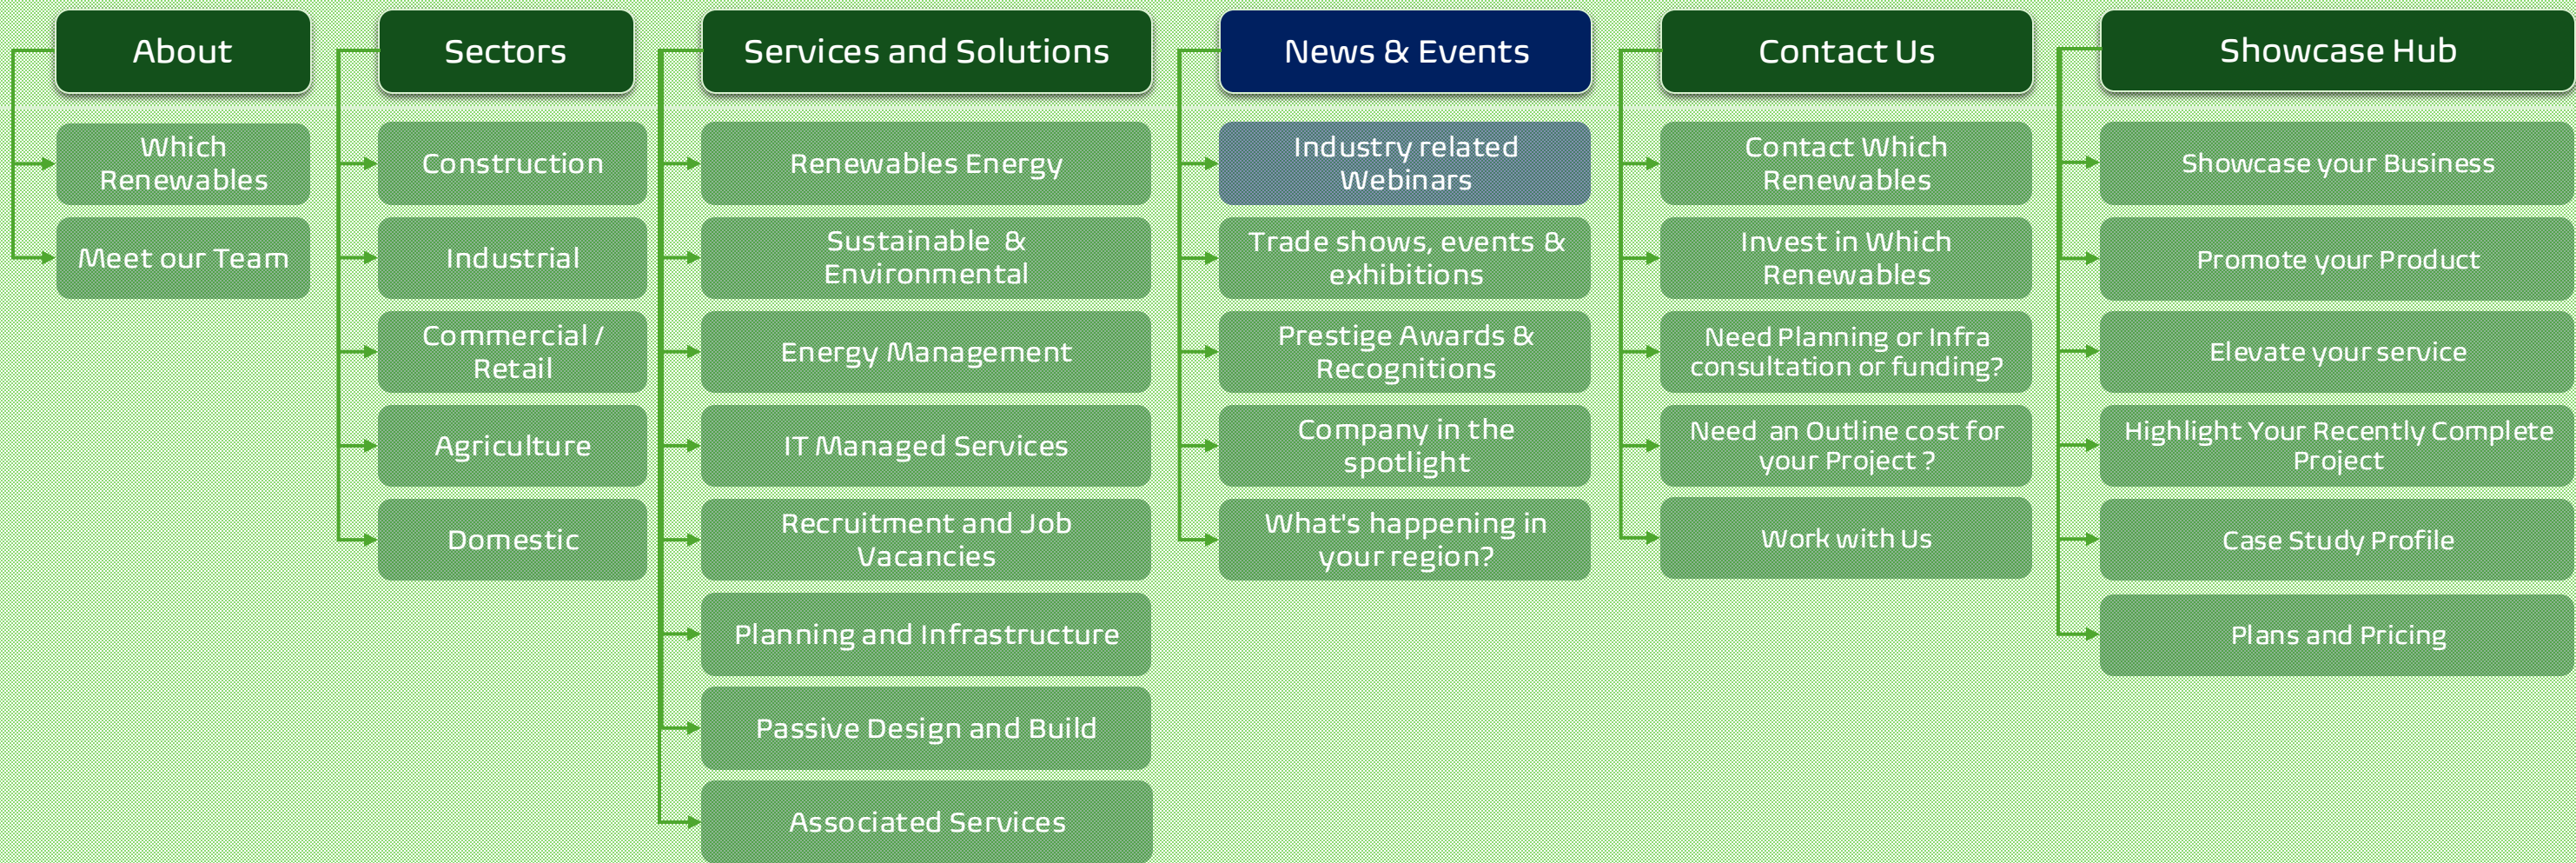 About
Which
Renewables
Meet our Team
Sectors
Construction
Industrial
Commercial /
Retail
Agriculture
Domestic
Services and Solutions
Renewables Energy
Sustainable &
Environmental
Energy Management
IT Managed Services
Recruitment and Job
Vacancies
Planning and Infrastructure
Passive Design and Build
Associated Services
News & Events
Industry related
Webinars
Trade shows, events &
exhibitions
Prestige Awards &
Recognitions
Company in the
spotlight
What's happening in
your region?
Contact Us
Contact Which
Renewables
Invest in Which
Renewables
Need Planning or Infra
consultation or funding?
Need an Outline cost for
your Project ?
Work with Us
Showcase Hub
Showcase your Business
Promote your Product
Elevate your service
Highlight Your Recently Complete
Project
Case Study Profile
Plans and Pricing